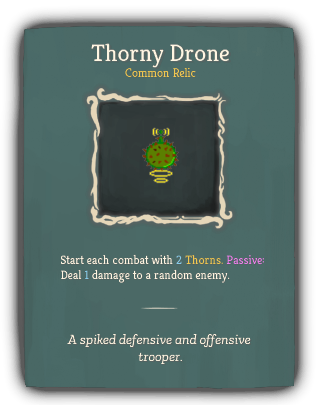 Thorny Drone
Common Relic
Start each combat with 2 Thorns. Passive:
Deal 1 damage to a random enemy.
A spiked defensive and offensive
trooper.